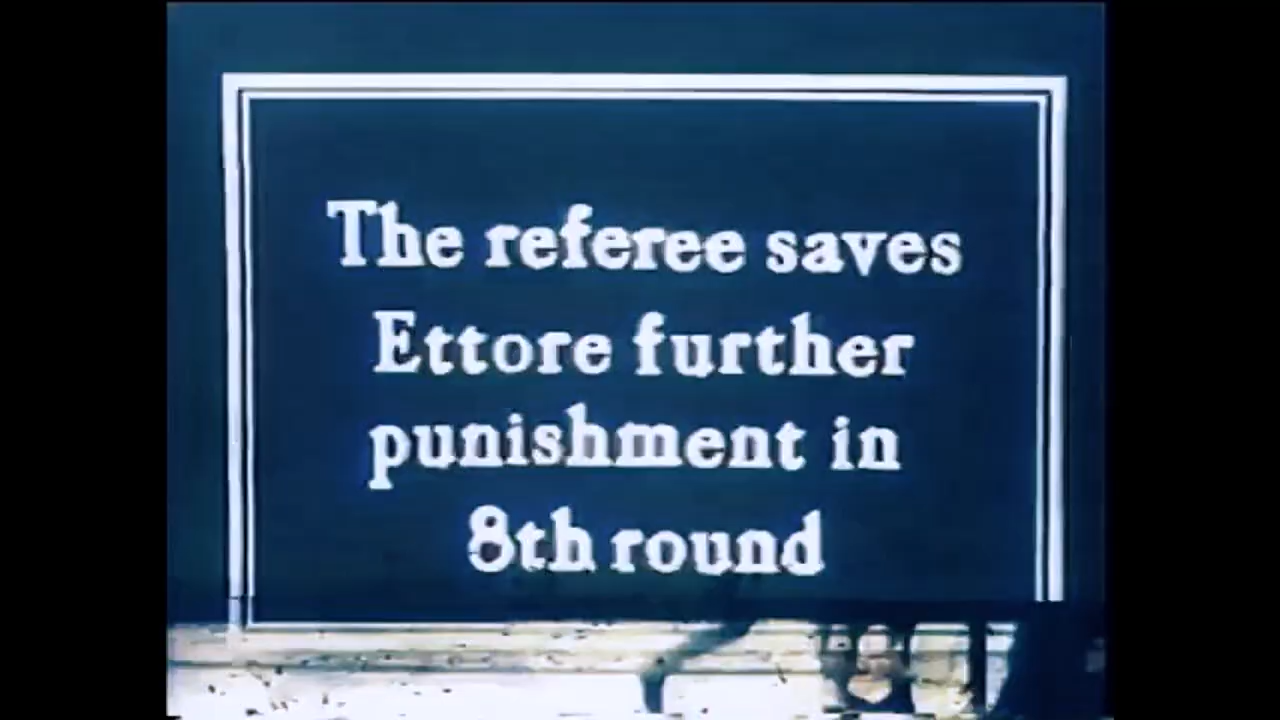 The referee saves
Ettore further
punishment in
8th round